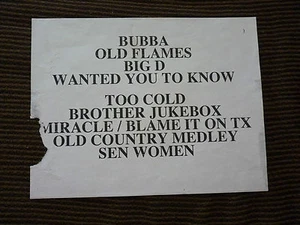 BUBBA
OLD FLAMES
BIG D
WANTED YOU TO KNOW
TOO COLD
BROTHER JUKEBOX
MIRACLE / BLAME IT ON TX
OLD COUNTRY MEDLEY
SEN WOMEN